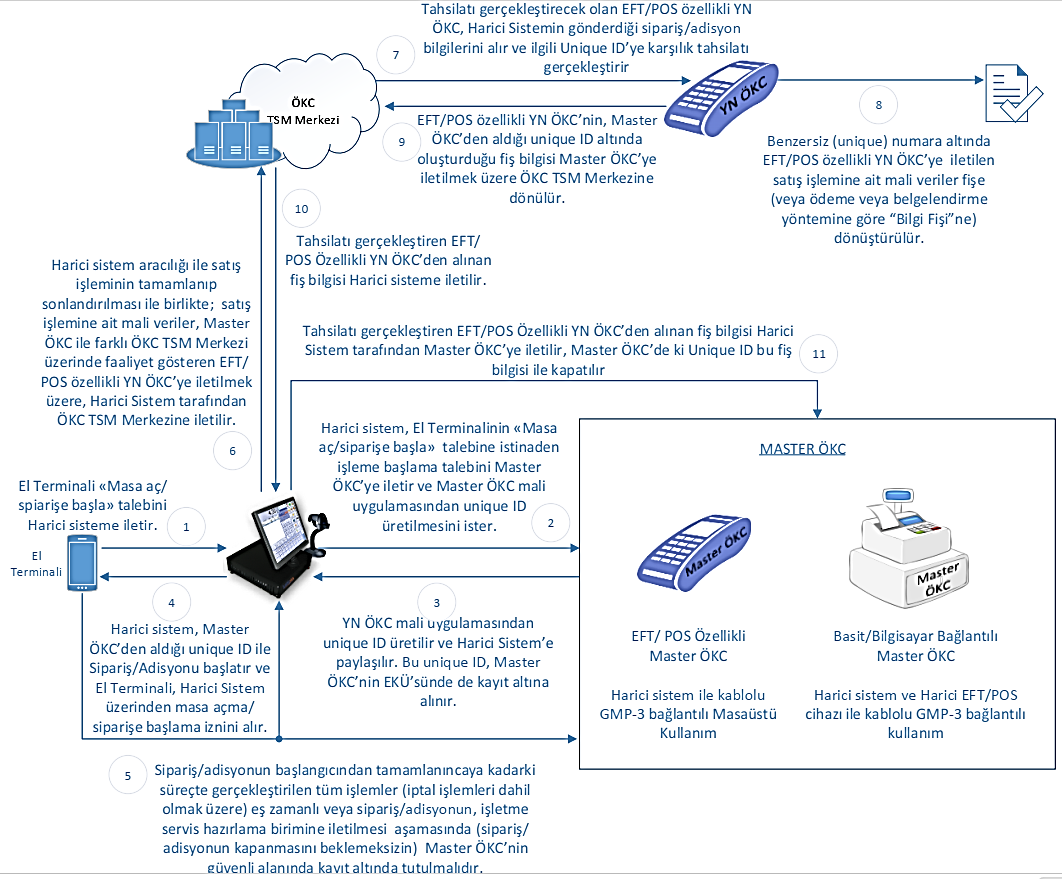 Tahsilatı gerçekleştirecek olan EFT/POS özellikli YN
ÖKC, Harici Sistemin gönderdiği sipariş/adisyon
bilgilerini alır ve ilgili Unique ID’ye karşılık tahsilatı
gerçekleştirir
7
ÖKC
TSM Merkezi
YN ÖKC
8
9
EFT/POS özellikli YN ÖKC’nin, Master
ÖKC’den aldığı unique ID altında
oluşturduğu fiş bilgisi Master ÖKC’ye
iletilmek üzere ÖKC TSM Merkezine
dönülür.
Benzersiz (unique) numara altında
EFT/POS özellikli YN ÖKC’ye iletilen
satış işlemine ait mali veriler fişe
(veya ödeme veya belgelendirme
yöntemine göre “Bilgi Fişi”ne)
dönüştürülür.
10
Tahsilatı gerçekleştiren EFT/
POS Özellikli YN ÖKC’den alınan
fiş bilgisi Harici sisteme iletilir.
Harici sistem aracılığı ile satış
işleminin tamamlanıp
sonlandırılması ile birlikte; satış
işlemine ait mali veriler, Master
ÖKC ile farklı ÖKC TSM Merkezi
üzerinde faaliyet gösteren EFT/
POS özellikli YN ÖKC’ye iletilmek
üzere, Harici Sistem tarafından
ÖKC TSM Merkezine iletilir.
6
Tahsilatı gerçekleştiren EFT/POS Özellikli YN ÖKC’den alınan fiş bilgisi Harici
Sistem tarafından Master ÖKC’ye iletilir, Master ÖKC’de ki Unique ID bu fiş
bilgisi ile kapatılır
11
Harici sistem, El Terminalinin «Masa
aç/siparişe başla» talebine istinaden
işleme başlama talebini Master
ÖKC’ye iletir ve Master ÖKC mali
uygulamasından unique ID
üretilmesini ister.
2
El Terminali «Masa aç/
spiarişe başla» talebini
Harici sisteme iletir.
1
El
Terminali
4
Harici sistem, Master
ÖKC’den aldığı unique ID ile
Sipariş/Adisyonu başlatır ve
El Terminali, Harici Sistem
üzerinden masa açma/
siparişe başlama iznini alır.
3
YN ÖKC mali uygulamasından
unique ID üretilir ve Harici Sistem’e
paylaşılır. Bu unique ID, Master
ÖKC’nin EKÜ’sünde de kayıt altına
alınır.
MASTER ÖKC
Master ÖKC
Master
ÖKC
EFT/ POS Özellikli
Master ÖKC
Basit/Bilgisayar Bağlantılı
Master ÖKC
Harici sistem ile kablolu
GMP-3 bağlantılı Masaüstü
Kullanım
Harici sistem ve Harici EFT/POS
cihazı ile kablolu GMP-3 bağlantılı
kullanım
5
Sipariş/adisyonun başlangıcından tamamlanıncaya kadarki
süreçte gerçekleştirilen tüm işlemler (iptal işlemleri dahil
olmak üzere) eş zamanlı veya sipariş/adisyonun, işletme
servis hazırlama birimine iletilmesi aşamasında (sipariş/
adisyonun kapanmasını beklemeksizin) Master ÖKC’nin
güvenli alanında kayıt altında tutulmalıdır.